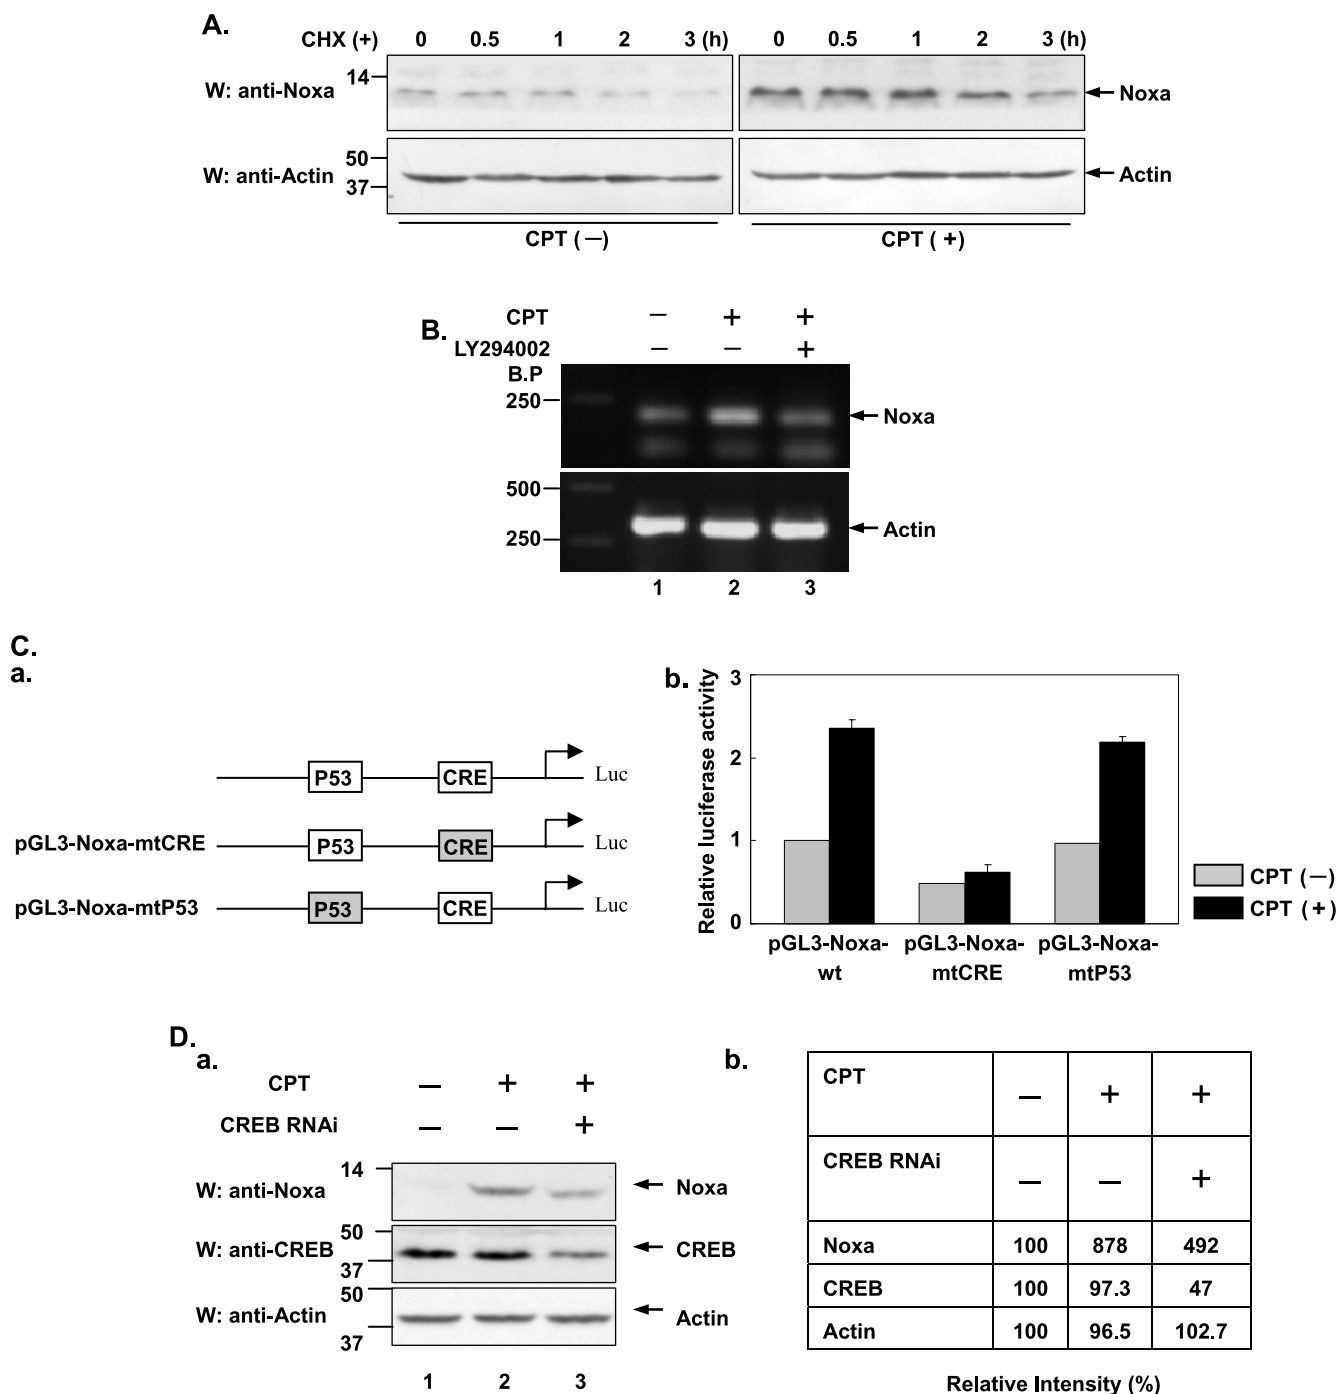 A.
CHX (+) 0 0.5 1 2 3 (h) 0 0.5 1 2 3 (h)
14
W: anti-Noxa
Noxa
50
W: anti-Actin
37
Actin
CPT (—) CPT (+)
B.
CPT — + +
LY294002 — — +
B.P
250
Noxa
500
250
Actin
1 2 3
C.
a.
P53 CRE Luc
pGL3-Noxa-mtCRE P53 CRE Luc
pGL3-Noxa-mtP53 P53 CRE Luc
b.
Relative luciferase activity
3
2
1
0
pGL3-Noxa-wt
pGL3-Noxa-mtCRE
pGL3-Noxa-mtP53
CPT (—)
CPT (+)
D.
a.
CPT — + +
CREB RNAi — — +
14
W: anti-Noxa
Noxa
50
W: anti-CREB
37
CREB
50
W: anti-Actin
37
Actin
1 2 3
b.
CPT — + +
CREB RNAi — — +
Noxa 100 878 492
CREB 100 97.3 47
Actin 100 96.5 102.7
Relative Intensity (%)